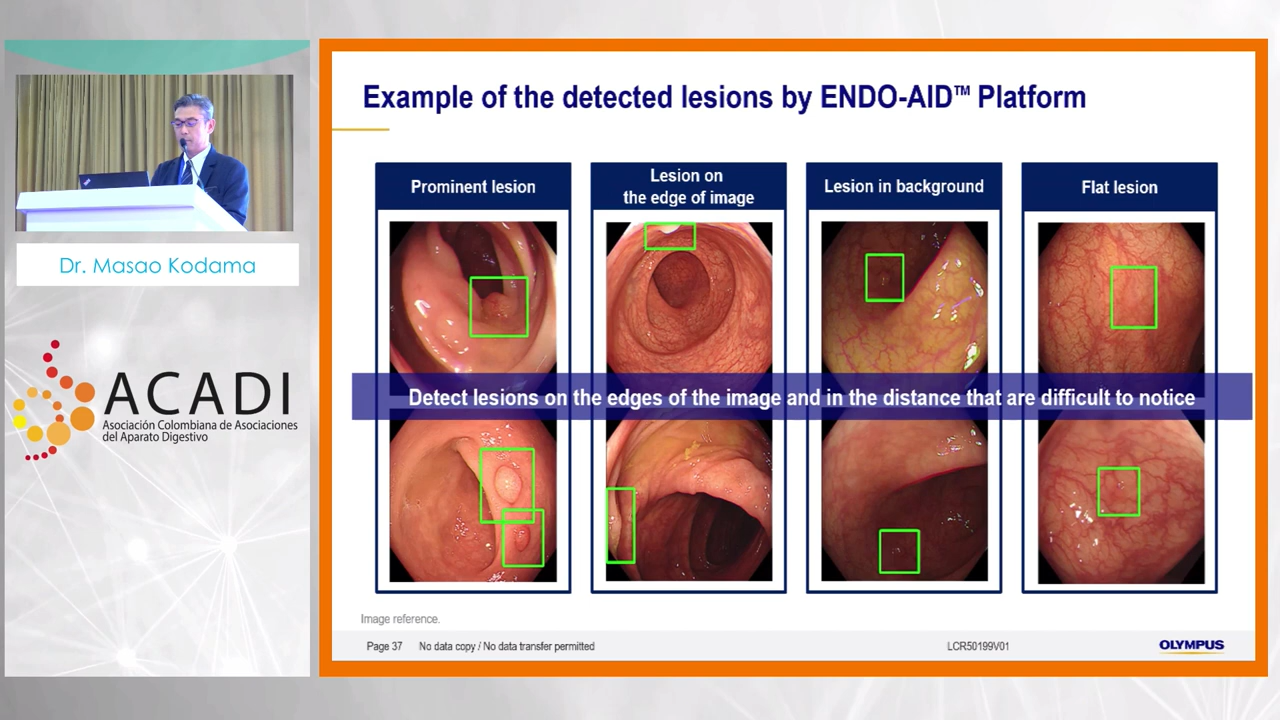 Dr. Masao Kodama
ACADI
Asociación Colombiana de Asociaciones
del Aparato Digestivo
Example of the detected lesions by ENDO-AID™ Platform
Prominent lesion
Lesion on
the edge of image
Lesion in background
Flat lesion
Detect lesions on the edges of the image and in the distance that are difficult to notice
Image reference.
Page 37 No data copy / No data transfer permitted
LCR50199V01
OLYMPUS